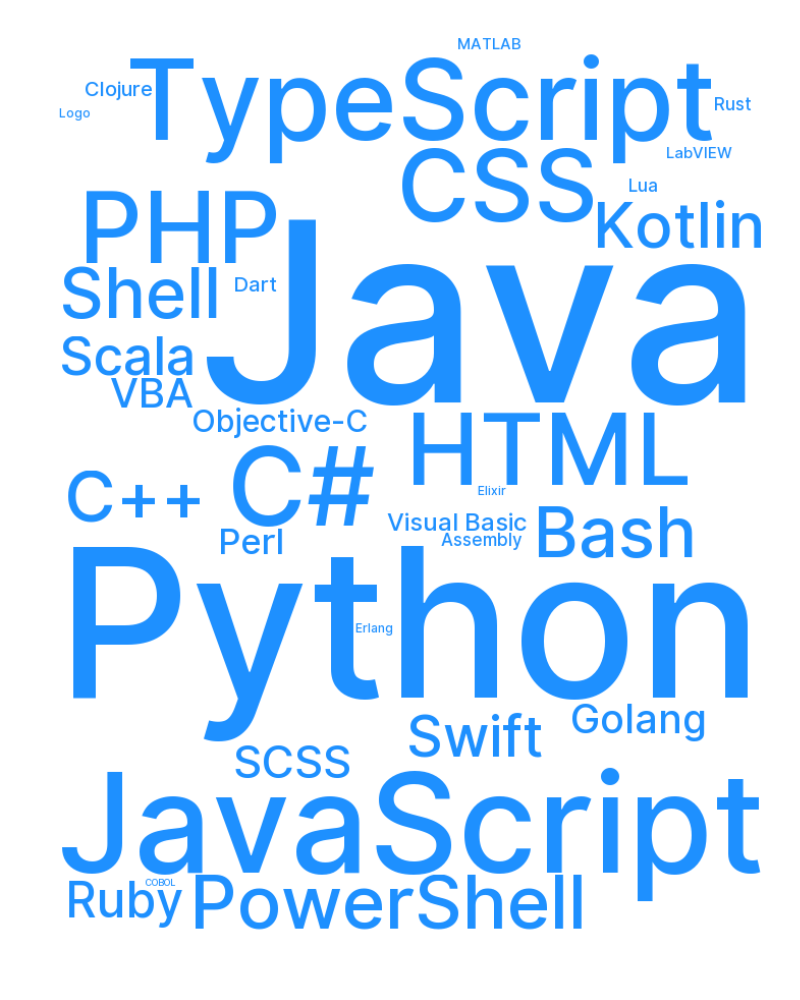 MATLAB
TypeScript
Clojure
Rust
Logo
LabVIEW
CSS
Lua
PHP
Kotlin
Java
Shell
Dart
Scala
VBA
Objective-C
HTML
C#
C++
Elixir
Visual Basic
Bash
Perl
Assembly
Python
Erlang
Swift
Golang
SCSS
JavaScript
COBOL
Ruby
PowerShell